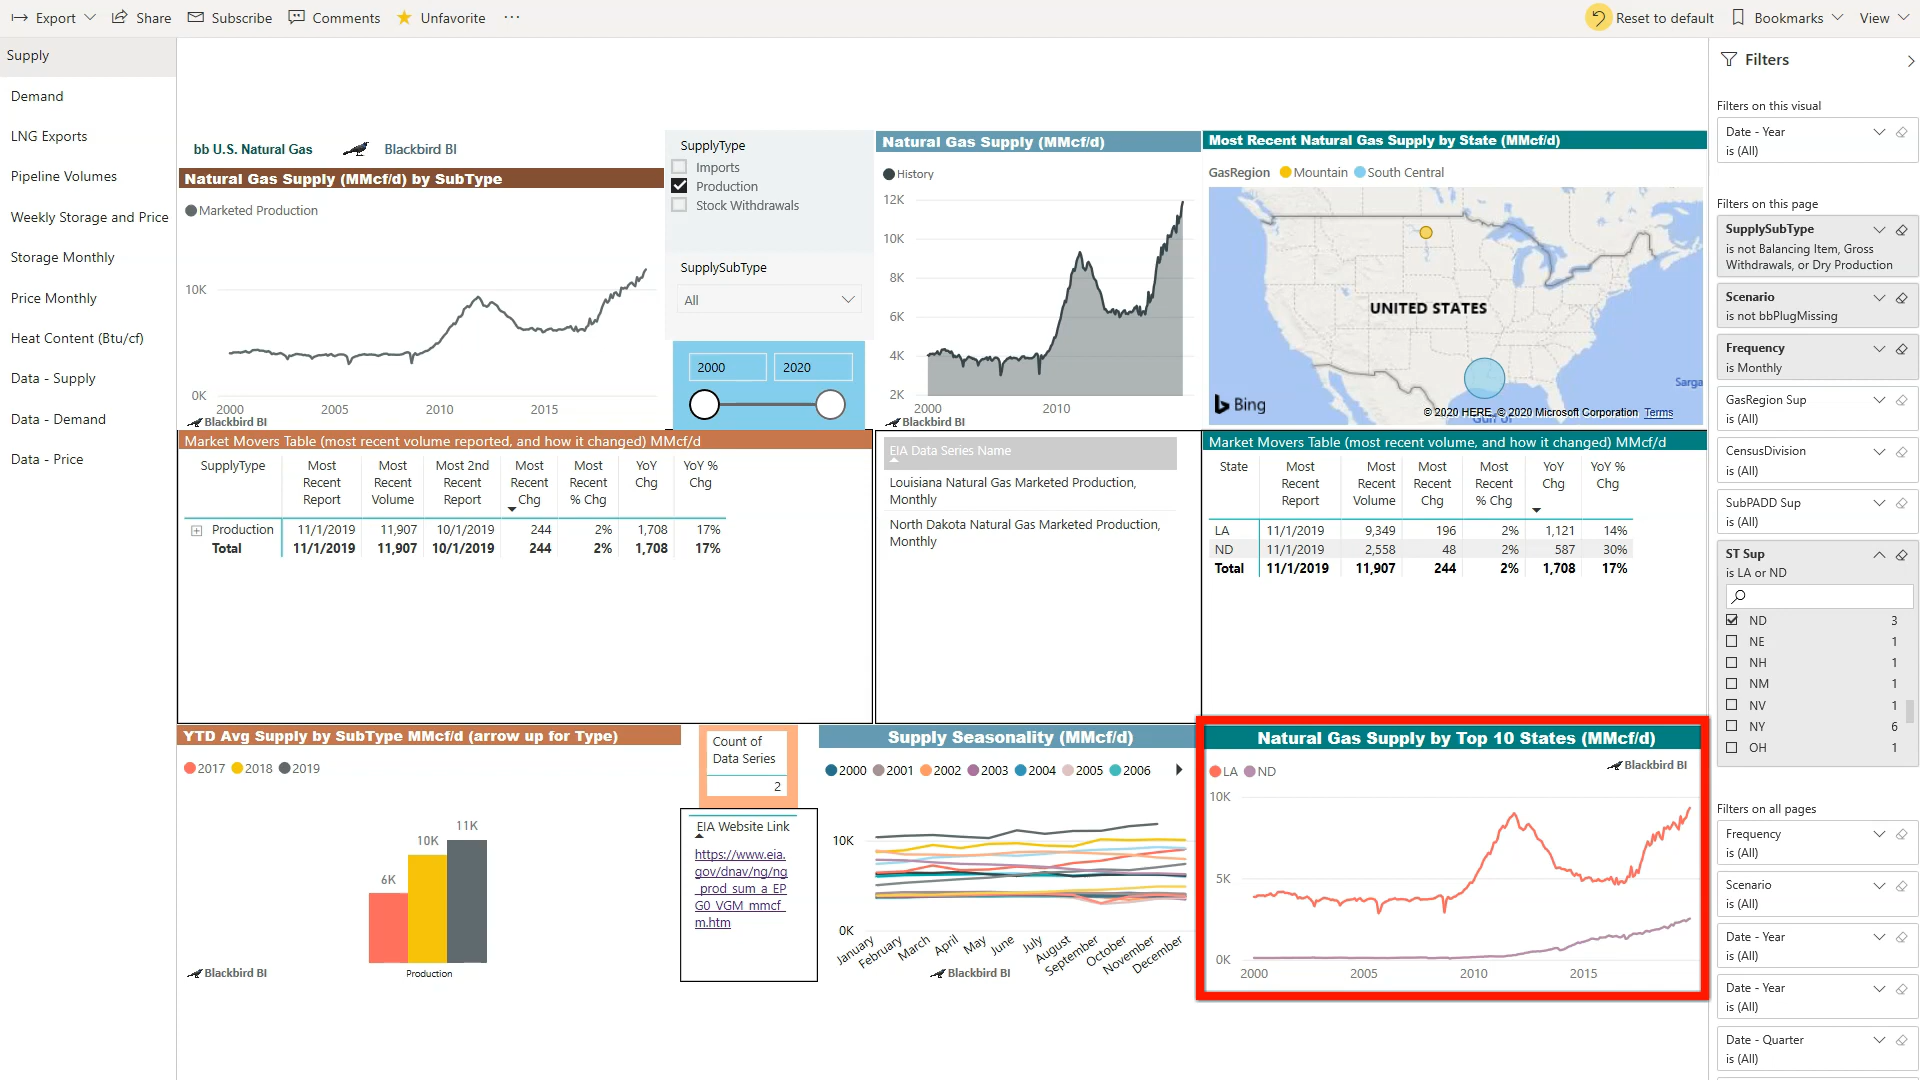 Export Share Subscribe Comments Unfavorite ··· Reset to default Bookmarks View
Supply
Demand
LNG Exports
Pipeline Volumes
Weekly Storage and Price
Storage Monthly
Price Monthly
Heat Content (Btu/cf)
Data - Supply
Data - Demand
Data - Price
bb U.S. Natural Gas Blackbird BI
Natural Gas Supply (MMcf/d) by SubType
Marketed Production
10K
0K
2000 2005 2010 2015
Blackbird BI
SupplyType
Imports
Production
Stock Withdrawals
SupplySubType
All
2000 2020
Natural Gas Supply (MMcf/d)
History
12K
10K
8K
6K
4K
2K
2000 2010
Blackbird BI
Most Recent Natural Gas Supply by State (MMcf/d)
GasRegion Mountain South Central
UNITED STATES
Sarga
Bing
© 2020 HERE, © 2020 Microsoft Corporation Terms
Gulf of
Market Movers Table (most recent volume reported, and how it changed) MMcf/d
SupplyType Most Recent Report Most Recent Volume Most 2nd Recent Report Most Recent Chg Most Recent % Chg YoY Chg YoY % Chg
Production 11/1/2019 11,907 10/1/2019 244 2% 1,708 17%
Total 11/1/2019 11,907 10/1/2019 244 2% 1,708 17%
EIA Data Series Name
Louisiana Natural Gas Marketed Production,
Monthly
North Dakota Natural Gas Marketed Production,
Monthly
Market Movers Table (most recent volume, and how it changed) MMcf/d
State Most Recent Report Most Recent Volume Most Recent Chg Most Recent % Chg YoY Chg YoY % Chg
LA 11/1/2019 9,349 196 2% 1,121 14%
ND 11/1/2019 2,558 48 2% 587 30%
Total 11/1/2019 11,907 244 2% 1,708 17%
YTD Avg Supply by SubType MMcf/d (arrow up for Type)
2017 2018 2019
6K
10K
11K
Production
Blackbird BI
Count of
Data Series
2
EIA Website Link
https://www.eia.
gov/dnav/ng/ng
_prod_sum_a_EP
G0_VGM_mmcf_
m.htm
Supply Seasonality (MMcf/d)
2000 2001 2002 2003 2004 2005 2006
10K
0K
January February March April May June July August September October November December
Blackbird BI
Natural Gas Supply by Top 10 States (MMcf/d)
LA ND
Blackbird BI
10K
5K
0K
2000 2005 2010 2015
Filters
Filters on this visual
Date - Year
is (All)
Filters on this page
SupplySubType
is not Balancing Item, Gross
Withdrawals, or Dry Production
Scenario
is not bbPlugMissing
Frequency
is Monthly
GasRegion Sup
is (All)
CensusDivision
is (All)
SubPADD Sup
is (All)
ST Sup
is LA or ND
ND 3
NE 1
NH 1
NM 1
NV 1
NY 6
OH 1
Filters on all pages
Frequency
is (All)
Scenario
is (All)
Date - Year
is (All)
Date - Year
is (All)
Date - Quarter
is (All)